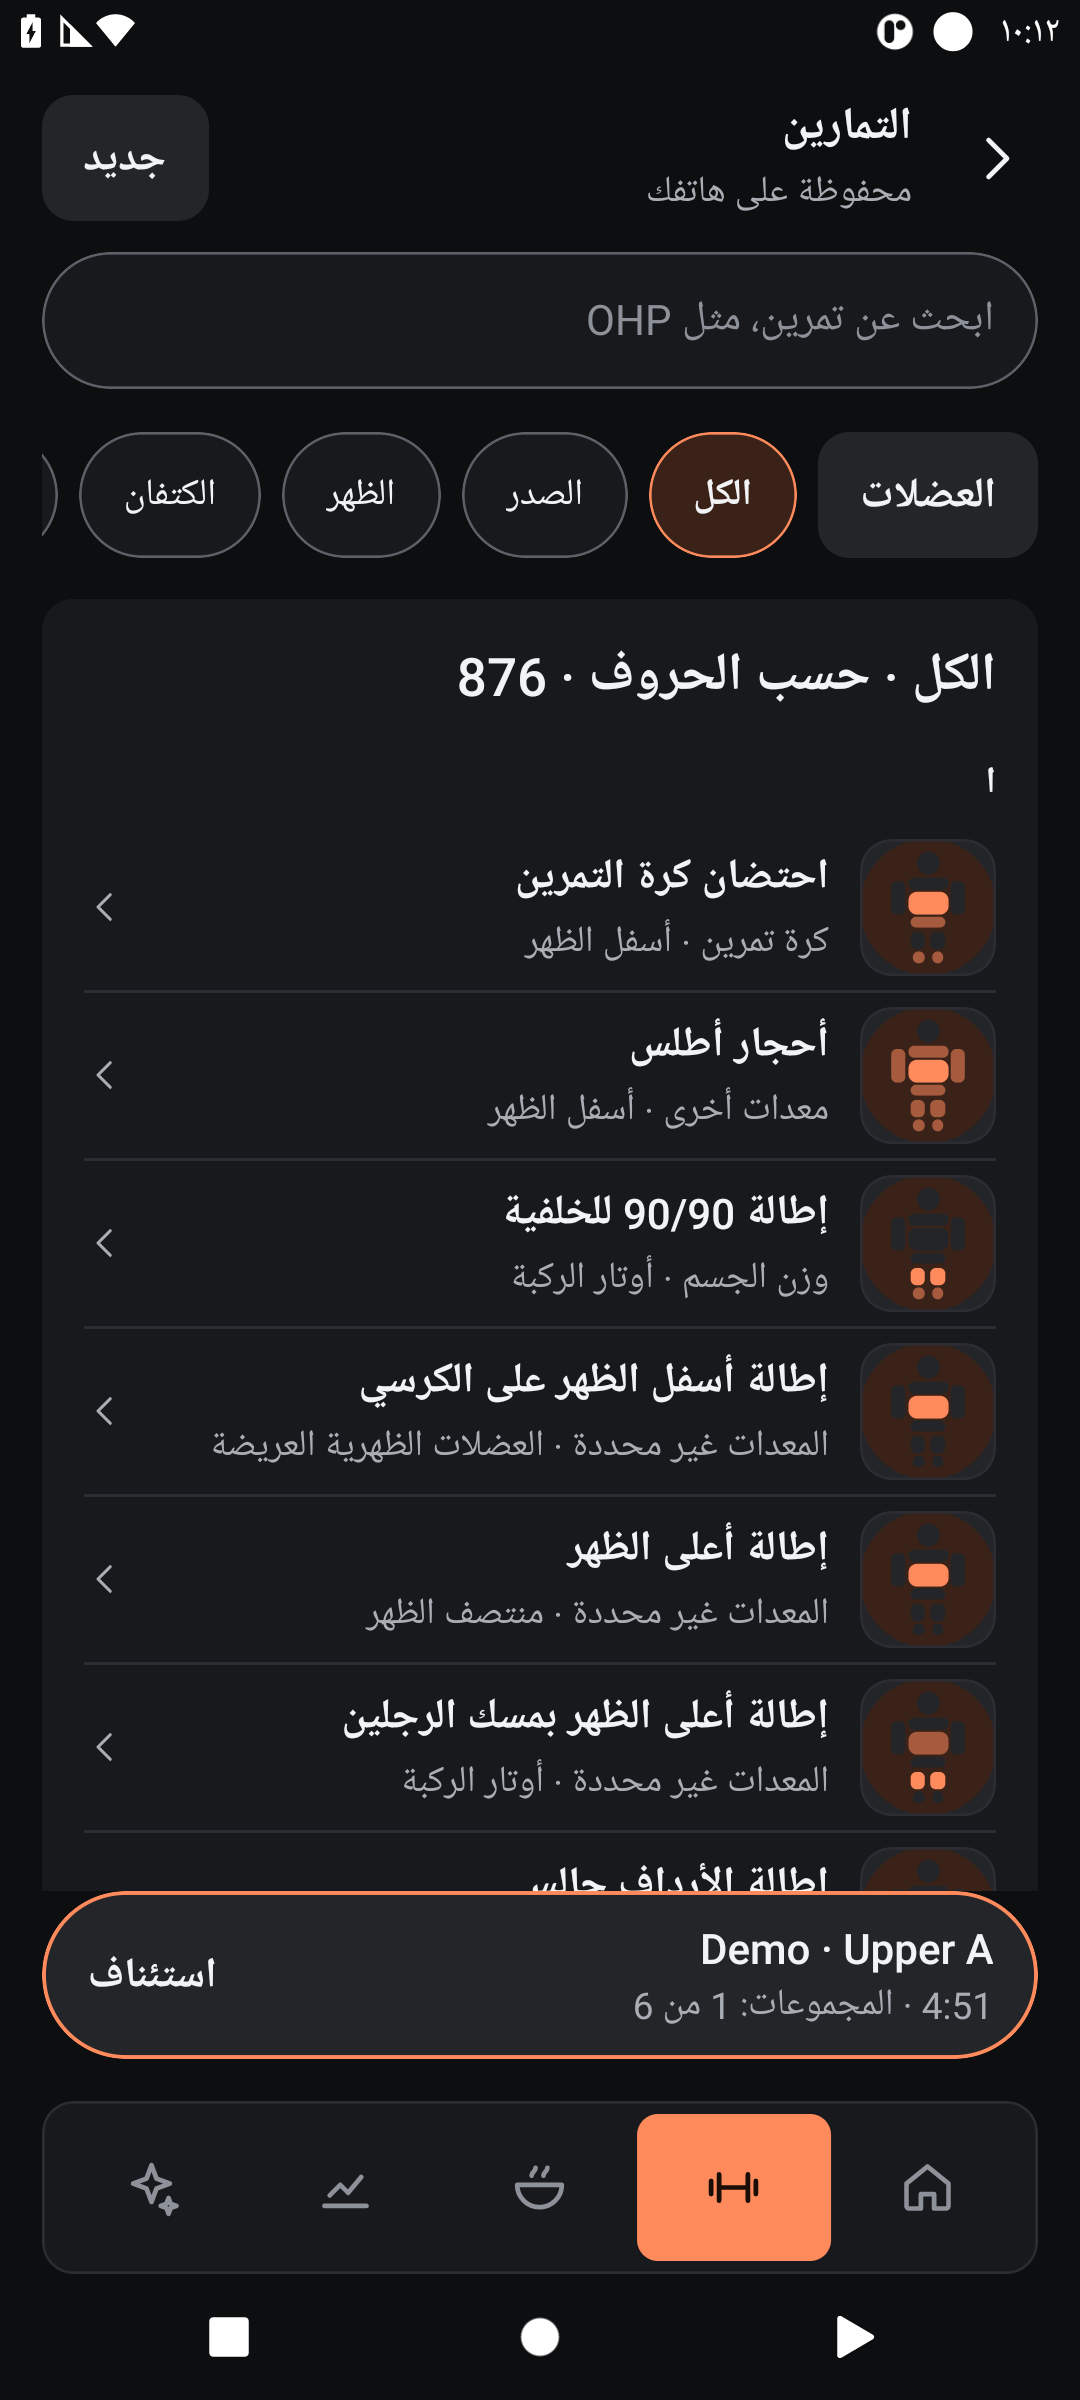 ١٠:١٢
التمارين
محفوظة على هاتفك
جديد
ابحث عن تمرين، مثل OHP
العضلات
الكل
الصدر
الظهر
الكتفان
الكل · حسب الحروف · 876
ا
احتضان كرة التمرين
كرة تمرين · أسفل الظهر
أحجار أطلس
معدات أخرى · أسفل الظهر
إطالة 90/90 للخلفية
وزن الجسم · أوتار الركبة
إطالة أسفل الظهر على الكرسي
المعدات غير محددة · العضلات الظهرية العريضة
إطالة أعلى الظهر
المعدات غير محددة · منتصف الظهر
إطالة أعلى الظهر بمسك الرجلين
المعدات غير محددة · أوتار الركبة
إطالة الأرداف جالس
Demo · Upper A
4:51 · المجموعات: 1 من 6
استئناف